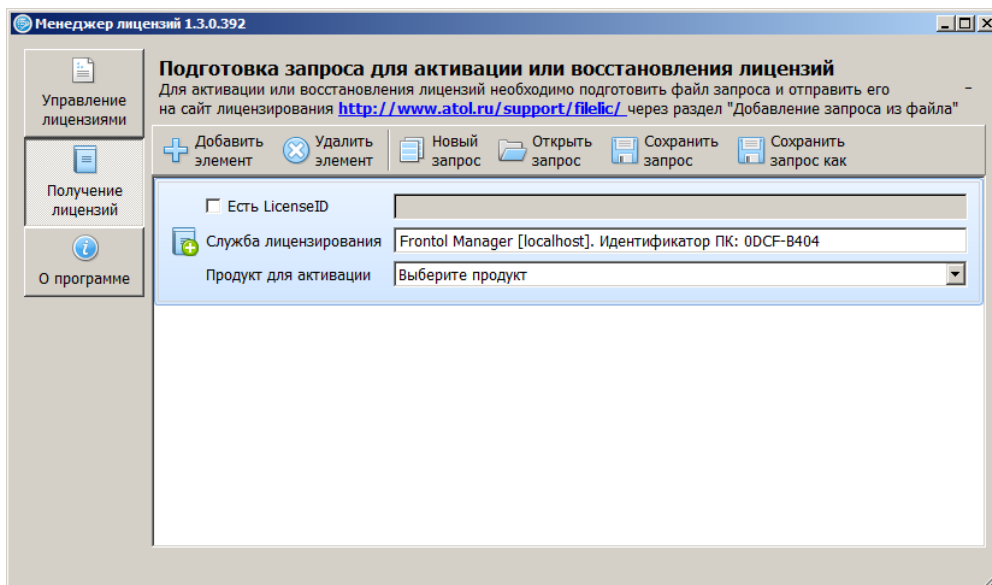 Менеджер лицензий 1.3.0.392
Управление
лицензиями
Получение
лицензий
О программе
Подготовка запроса для активации или восстановления лицензий
Для активации или восстановления лицензий необходимо подготовить файл запроса и отправить его -
на сайт лицензирования http://www.atol.ru/support/filelic/ через раздел "Добавление запроса из файла"
Добавить
элемент
Удалить
элемент
Новый
запрос
Открыть
запрос
Сохранить
запрос
Сохранить
запрос как
Есть LicenseID
Служба лицензирования Frontol Manager [localhost]. Идентификатор ПК: 0DCF-B404
Продукт для активации Выберите продукт